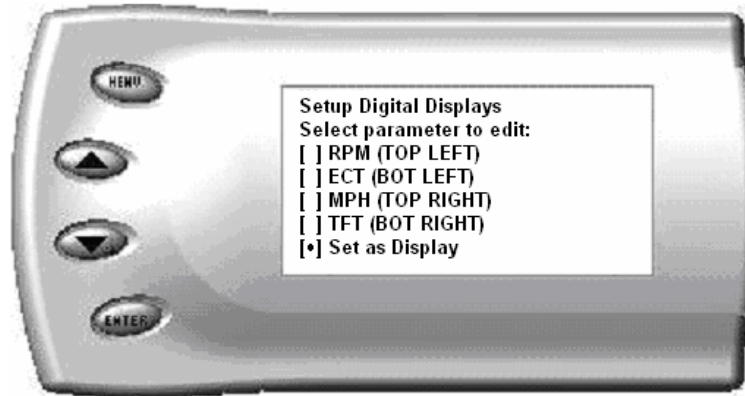 MENU
Setup Digital Displays
Select parameter to edit:
[ ] RPM (TOP LEFT)
[ ] ECT (BOT LEFT)
[ ] MPH (TOP RIGHT)
[ ] TFT (BOT RIGHT)
[•] Set as Display
ENTER